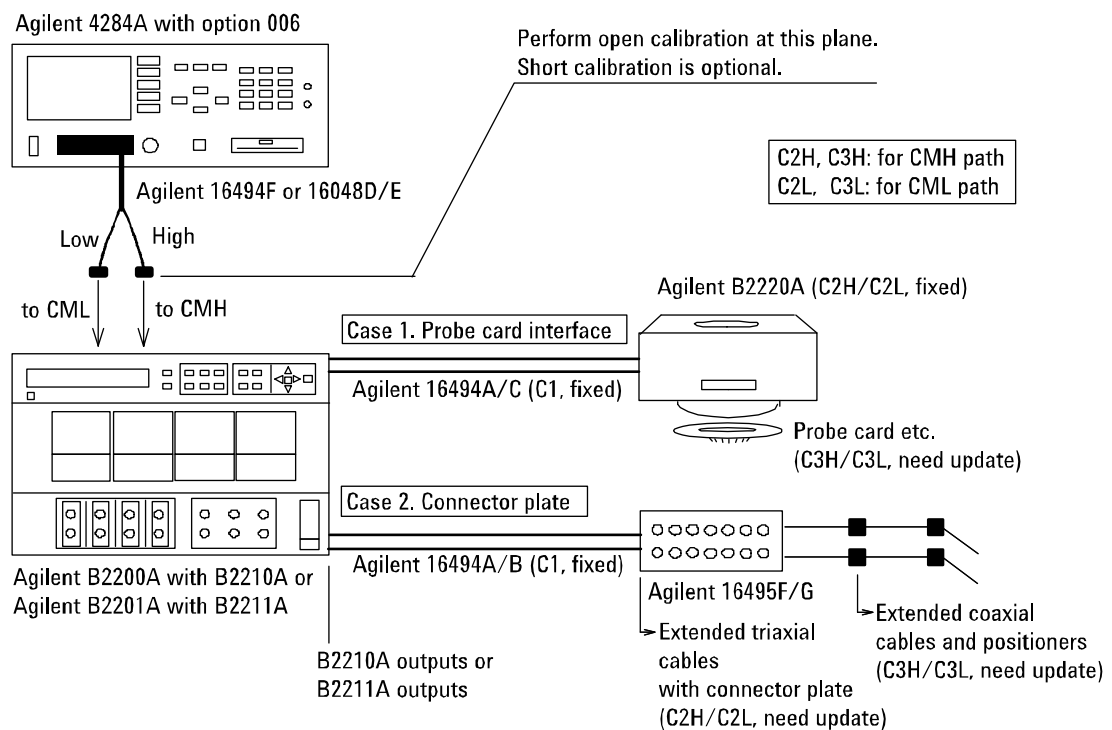 Agilent 4284A with option 006
Perform open calibration at this plane.
Short calibration is optional.
C2H, C3H: for CMH path
C2L, C3L: for CML path
Agilent 16494F or 16048D/E
Low
High
to CML
to CMH
Agilent B2220A (C2H/C2L, fixed)
Case 1. Probe card interface
Agilent 16494A/C (C1, fixed)
Probe card etc.
(C3H/C3L, need update)
Case 2. Connector plate
Agilent 16494A/B (C1, fixed)
Agilent B2200A with B2210A or
Agilent B2201A with B2211A
Agilent 16495F/G
B2210A outputs or
B2211A outputs
Extended triaxial
cables
with connector plate
(C2H/C2L, need update)
Extended coaxial
cables and positioners
(C3H/C3L, need update)